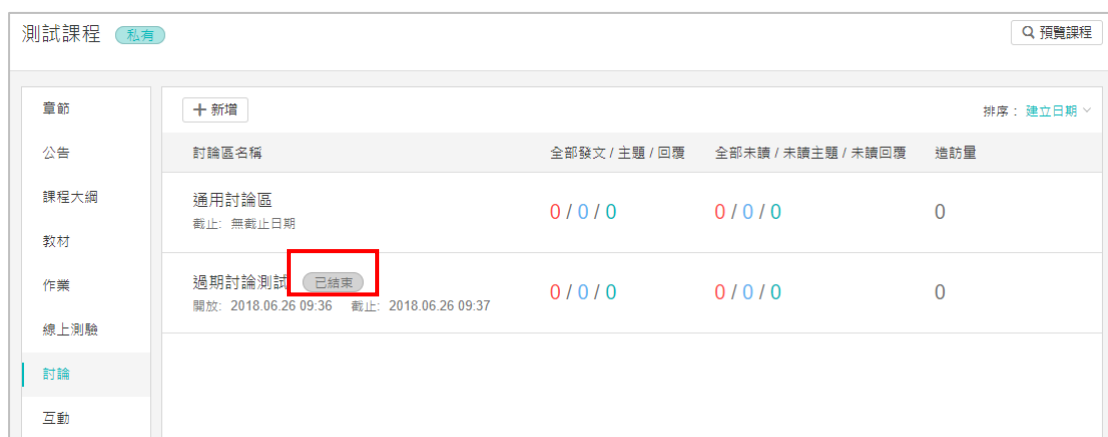 測試課程 私有 預覽課程
章節 新增 排序： 建立日期
公告 討論區名稱 全部發文 / 主題 / 回覆 全部未讀 / 未讀主題 / 未讀回覆 造訪量
課程大綱 通用討論區 0 / 0 / 0 0 / 0 / 0 0
截止: 無截止日期
教材
作業 過期討論測試 已結束 0 / 0 / 0 0 / 0 / 0 0
開放: 2018.06.26 09:36 截止: 2018.06.26 09:37
線上測驗
討論
互動